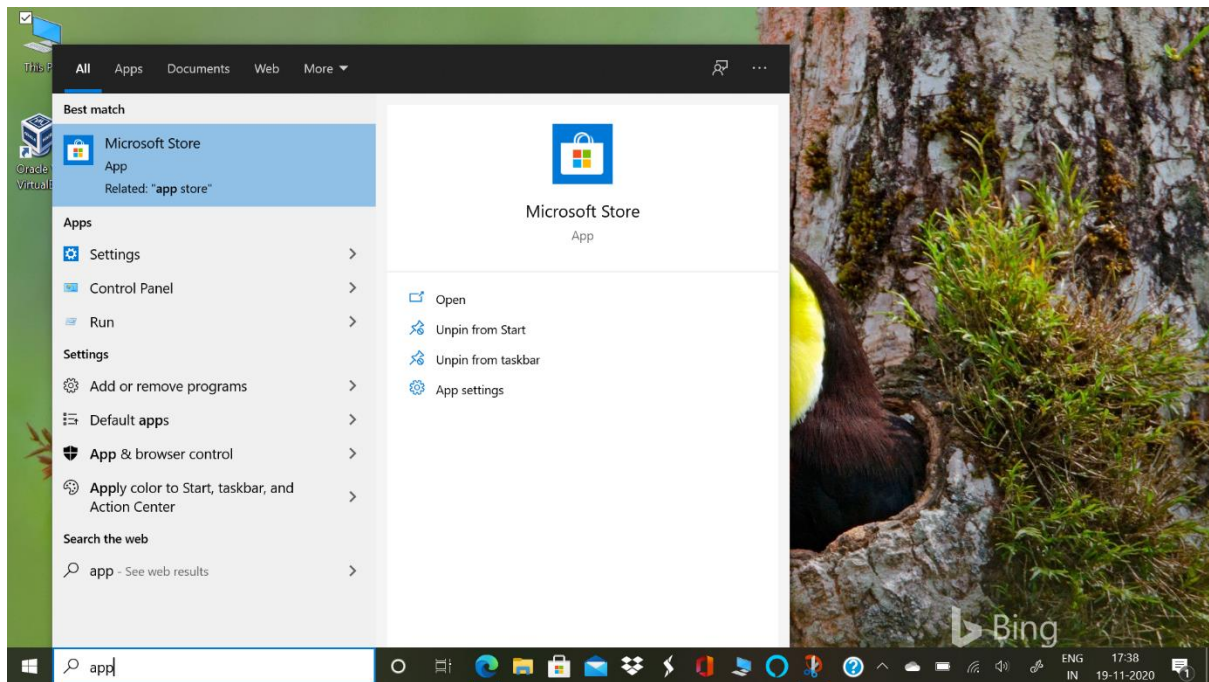 This P
All Apps Documents Web More
Best match
Microsoft Store
App
Related: "app store"
Oracle
VirtualB
Microsoft Store
App
Apps
Settings
Control Panel
Run
Open
Unpin from Start
Unpin from taskbar
App settings
Settings
Add or remove programs
Default apps
App & browser control
Apply color to Start, taskbar, and
Action Center
Search the web
app - See web results
Bing
app
ENG
IN
17:38
19-11-2020
1